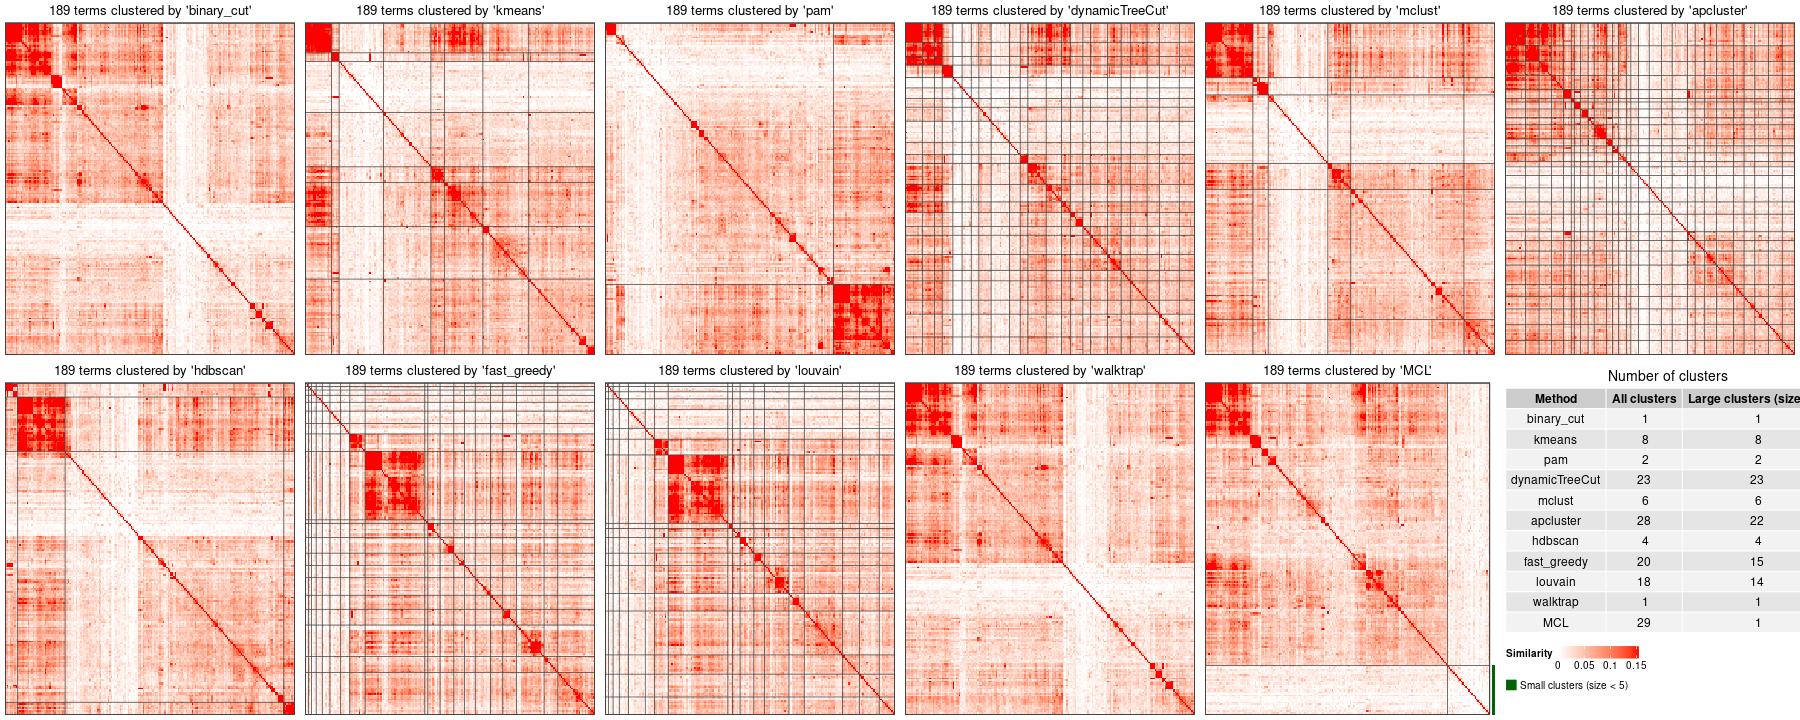 189 terms clustered by 'binary_cut'
189 terms clustered by 'kmeans'
189 terms clustered by 'pam'
189 terms clustered by 'dynamicTreeCut'
189 terms clustered by 'mclust'
189 terms clustered by 'apcluster'
189 terms clustered by 'hdbscan'
189 terms clustered by 'fast_greedy'
189 terms clustered by 'louvain'
189 terms clustered by 'walktrap'
189 terms clustered by 'MCL'
Number of clusters
Method All clusters Large clusters (size
binary_cut 1 1
kmeans 8 8
pam 2 2
dynamicTreeCut 23 23
mclust 6 6
apcluster 28 22
hdbscan 4 4
fast_greedy 20 15
louvain 18 14
walktrap 1 1
MCL 29 1
Similarity
0 0.05 0.1 0.15
Small clusters (size < 5)